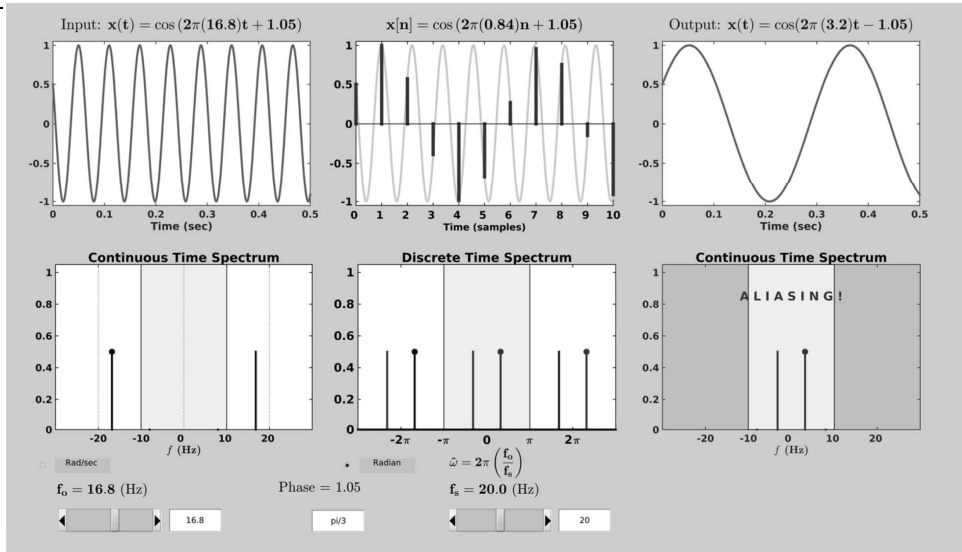 Input: x(t) = cos (2π(16.8)t + 1.05)
x[n] = cos (2π(0.84)n + 1.05)
Output: x(t) = cos(2π (3.2)t − 1.05)
1
0.5
0
-0.5
-1
0 0.1 0.2 0.3 0.4 0.5
Time (sec)
1
0.5
0
-0.5
-1
0 1 2 3 4 5 6 7 8 9 10
Time (samples)
1
0.5
0
-0.5
-1
0 0.1 0.2 0.3 0.4 0.5
Time (sec)
Continuous Time Spectrum
1
0.8
0.6
0.4
0.2
0
-20 -10 0 10 20
f (Hz)
Discrete Time Spectrum
1
0.8
0.6
0.4
0.2
0
-2π -π 0 π 2π
ω̂ = 2π (f₀/fₛ)
Continuous Time Spectrum
ALIASING!
1
0.8
0.6
0.4
0.2
0
-20 -10 0 10 20
f (Hz)
Rad/sec
Radian
f₀ = 16.8 (Hz)
Phase = 1.05
fₛ = 20.0 (Hz)
16.8
pi/3
20